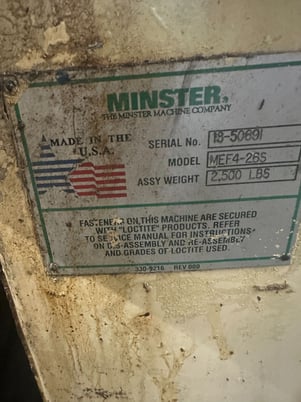 MINSTER®
THE MINSTER MACHINE COMPANY
MADE IN THE
U.S.A.
SERIAL No. 18-50691
MODEL MEF4-26S
ASSY WEIGHT 2,500 LBS
FASTENERS ON THIS MACHINE ARE SECURED
WITH "LOCTITE" PRODUCTS. REFER
TO SERVICE MANUAL FOR INSTRUCTIONS
ON DIS-ASSEMBLY AND RE-ASSEMBLY
AND GRADES OF LOCTITE USED.
330-9216 REV 000